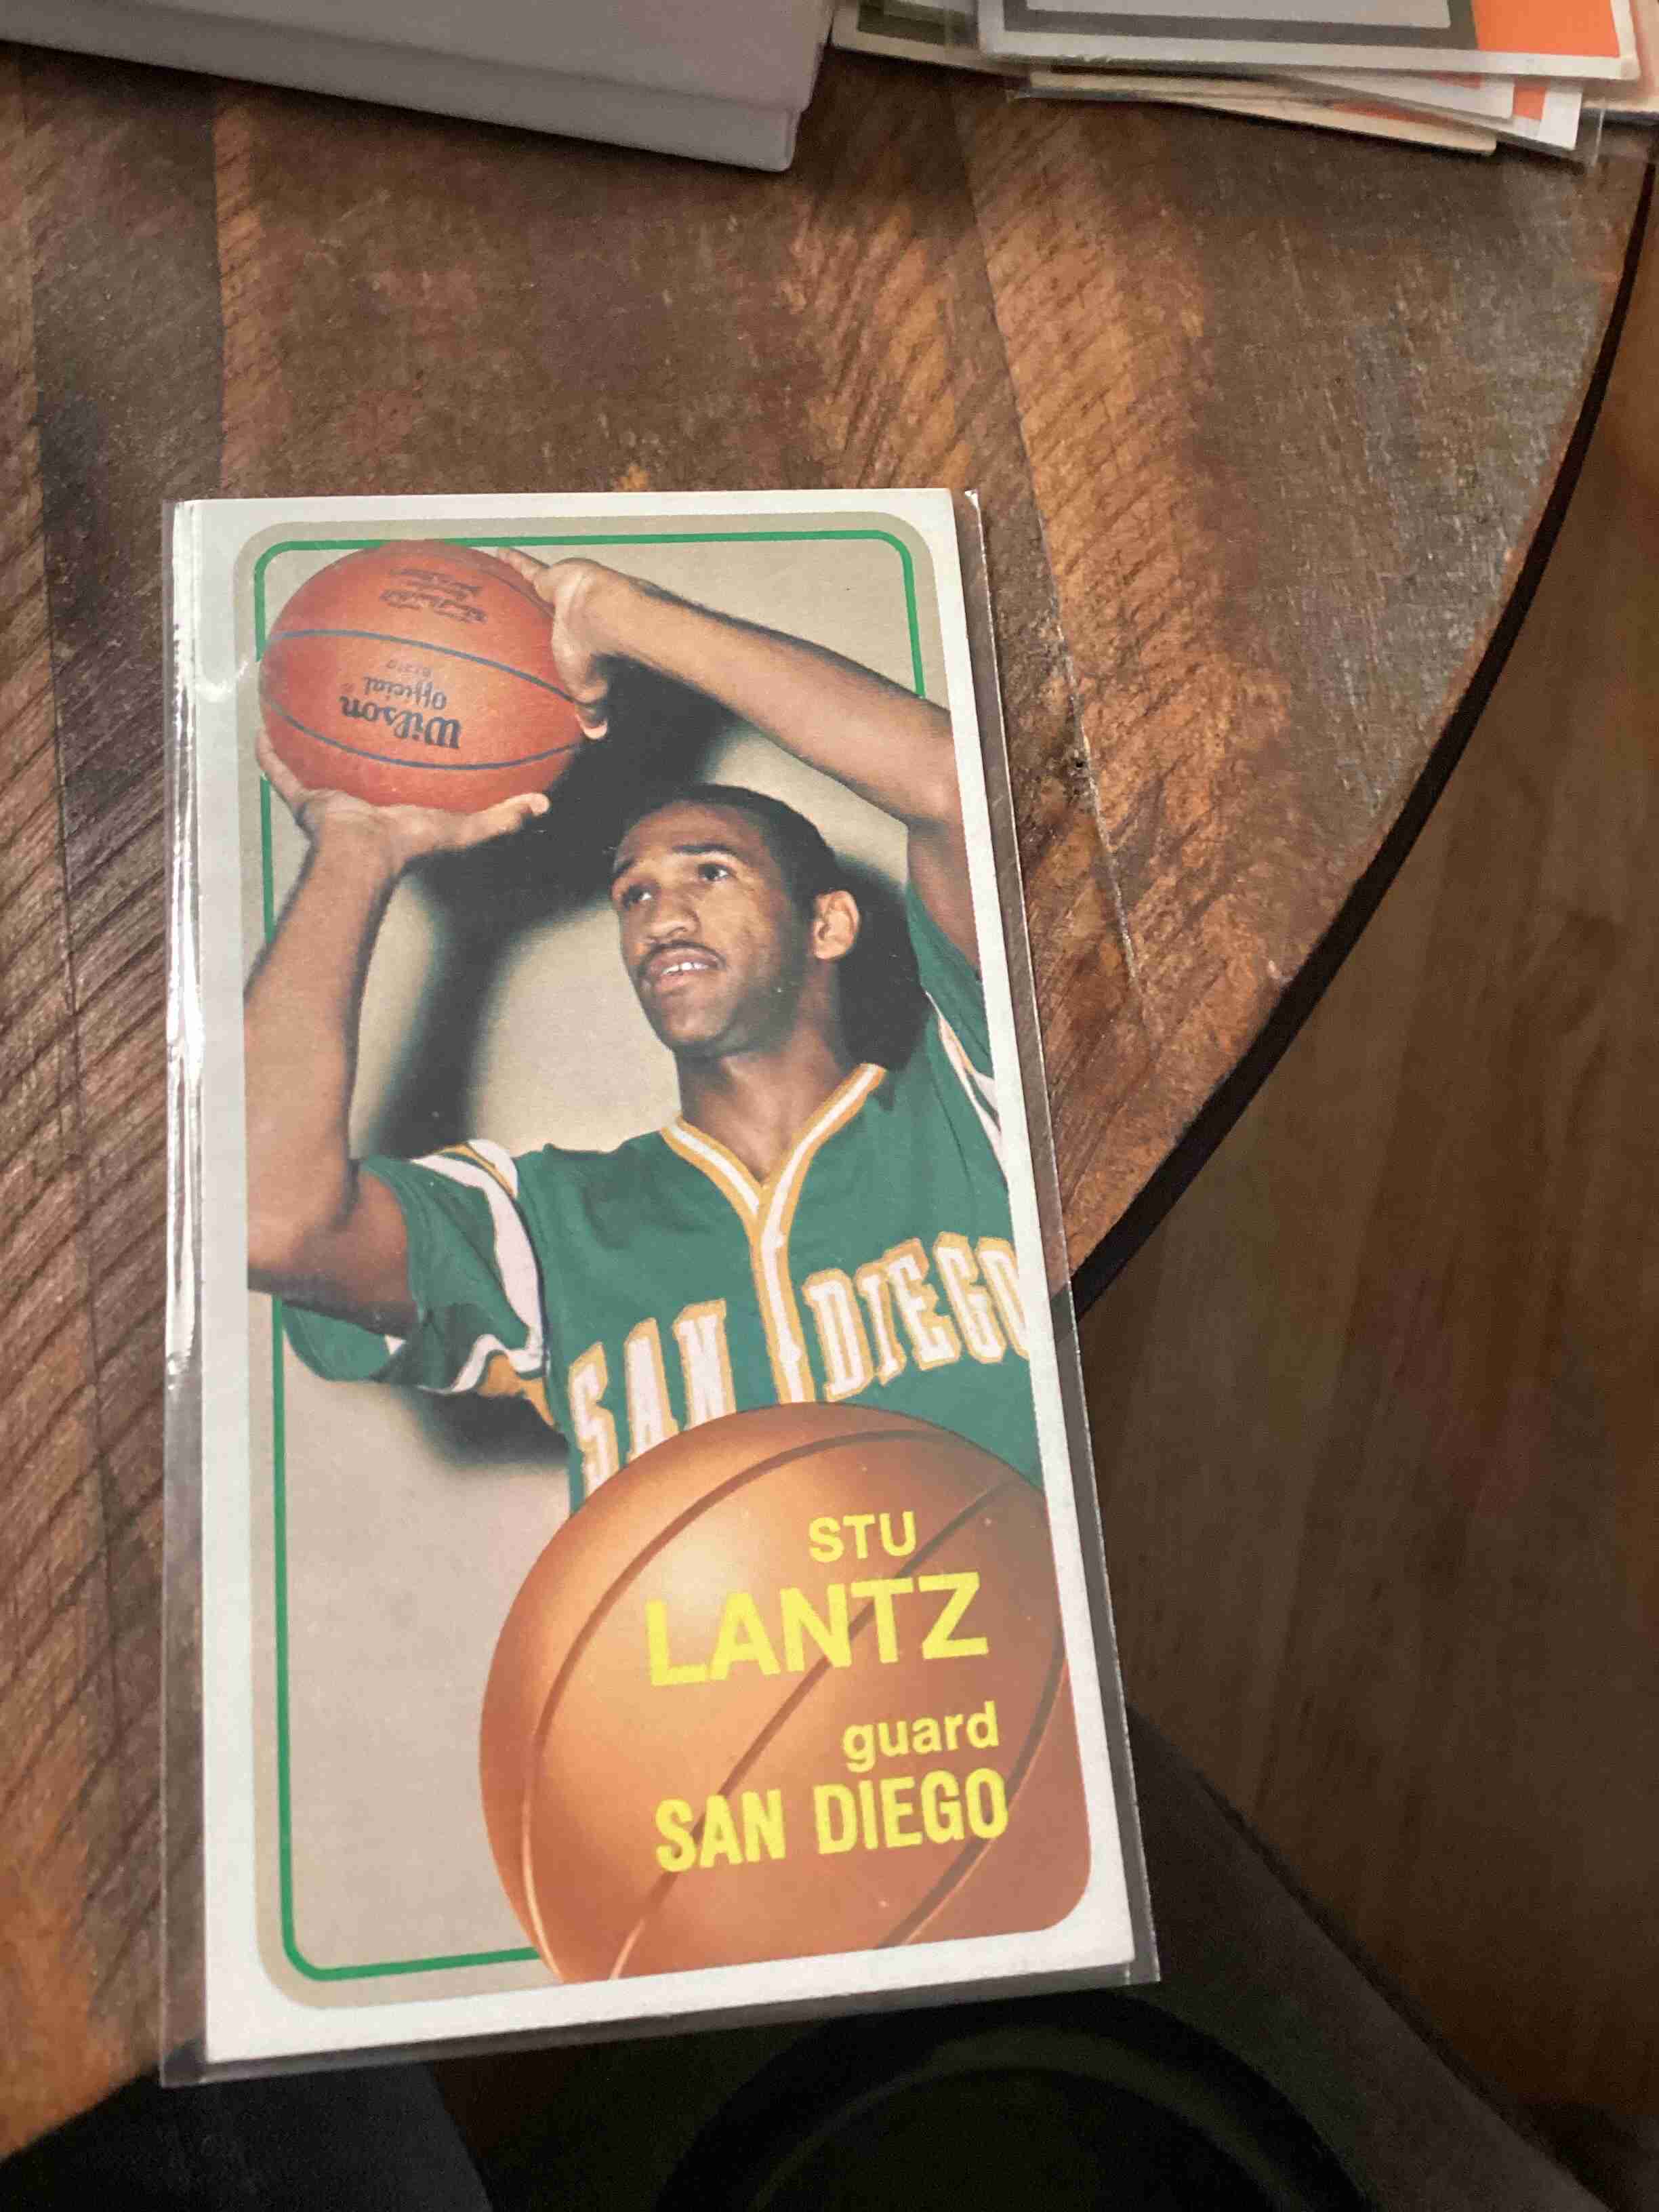 Wilson
Official
SAN DIEGO
STU
LANTZ
guard
SAN DIEGO